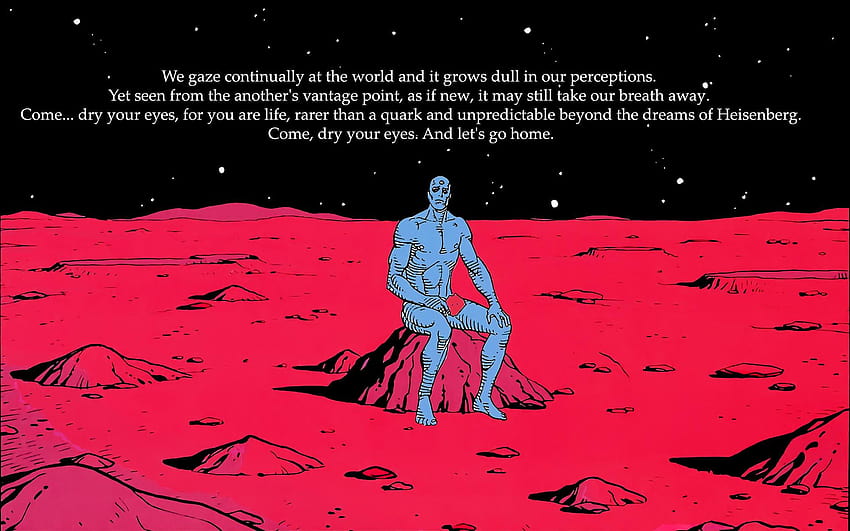 We gaze continually at the world and it grows dull in our perceptions.
Yet seen from the another's vantage point, as if new, it may still take our breath away.
Come... dry your eyes, for you are life, rarer than a quark and unpredictable beyond the dreams of Heisenberg.
Come, dry your eyes. And let's go home.